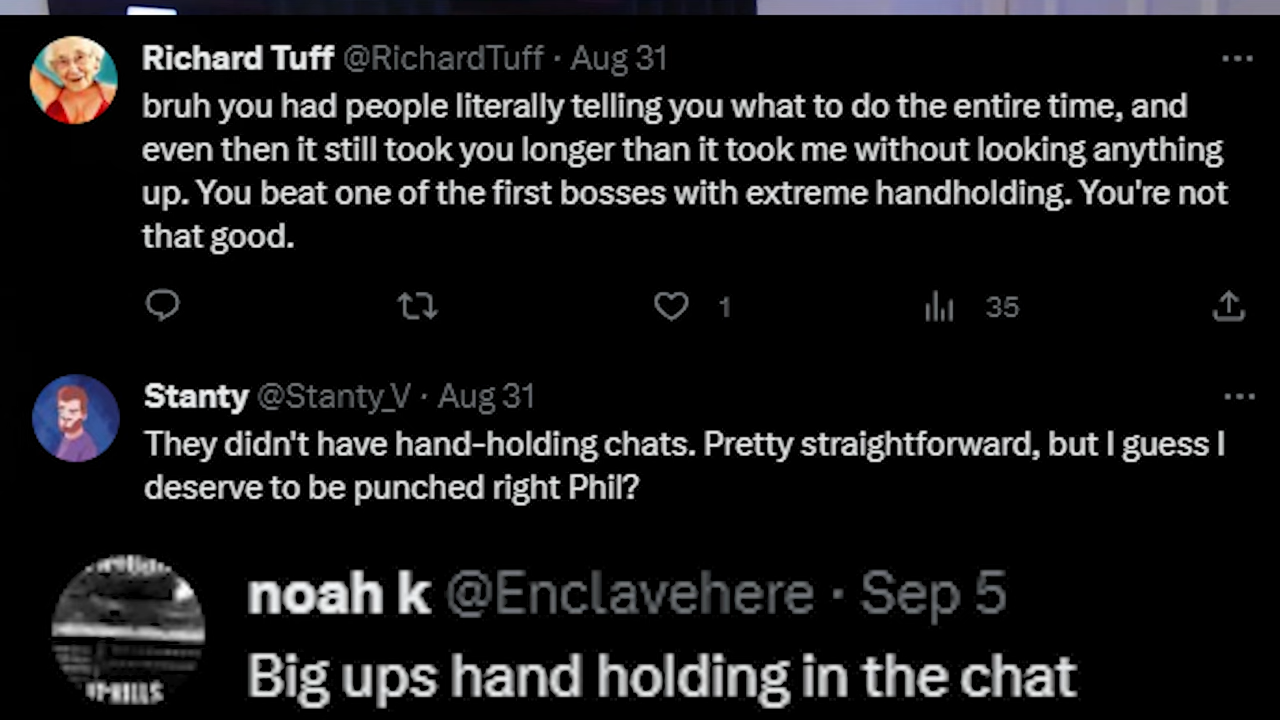 Richard Tuff @RichardTuff · Aug 31
bruh you had people literally telling you what to do the entire time, and
even then it still took you longer than it took me without looking anything
up. You beat one of the first bosses with extreme handholding. You're not
that good.
1 35
Stanty @Stanty_V · Aug 31
They didn't have hand-holding chats. Pretty straightforward, but I guess I
deserve to be punched right Phil?
noah k @Enclavehere · Sep 5
Big ups hand holding in the chat